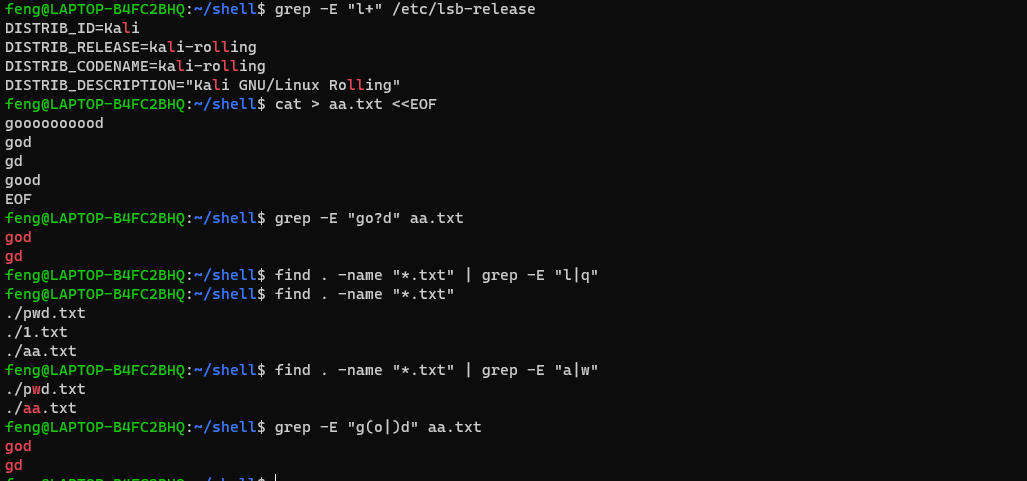 feng@LAPTOP-B4FC2BHQ:~/shell$ grep -E "l+" /etc/lsb-release
DISTRIB_ID=Kali
DISTRIB_RELEASE=kali-rolling
DISTRIB_CODENAME=kali-rolling
DISTRIB_DESCRIPTION="Kali GNU/Linux Rolling"
feng@LAPTOP-B4FC2BHQ:~/shell$ cat > aa.txt <<EOF
goooooooood
god
gd
good
EOF
feng@LAPTOP-B4FC2BHQ:~/shell$ grep -E "go?d" aa.txt
god
gd
feng@LAPTOP-B4FC2BHQ:~/shell$ find . -name "*.txt" | grep -E "l|q"
feng@LAPTOP-B4FC2BHQ:~/shell$ find . -name "*.txt"
./pwd.txt
./1.txt
./aa.txt
feng@LAPTOP-B4FC2BHQ:~/shell$ find . -name "*.txt" | grep -E "a|w"
./pwd.txt
./aa.txt
feng@LAPTOP-B4FC2BHQ:~/shell$ grep -E "g(o|)d" aa.txt
god
gd
feng@LAPTOP-B4FC2BHQ:~/shell$